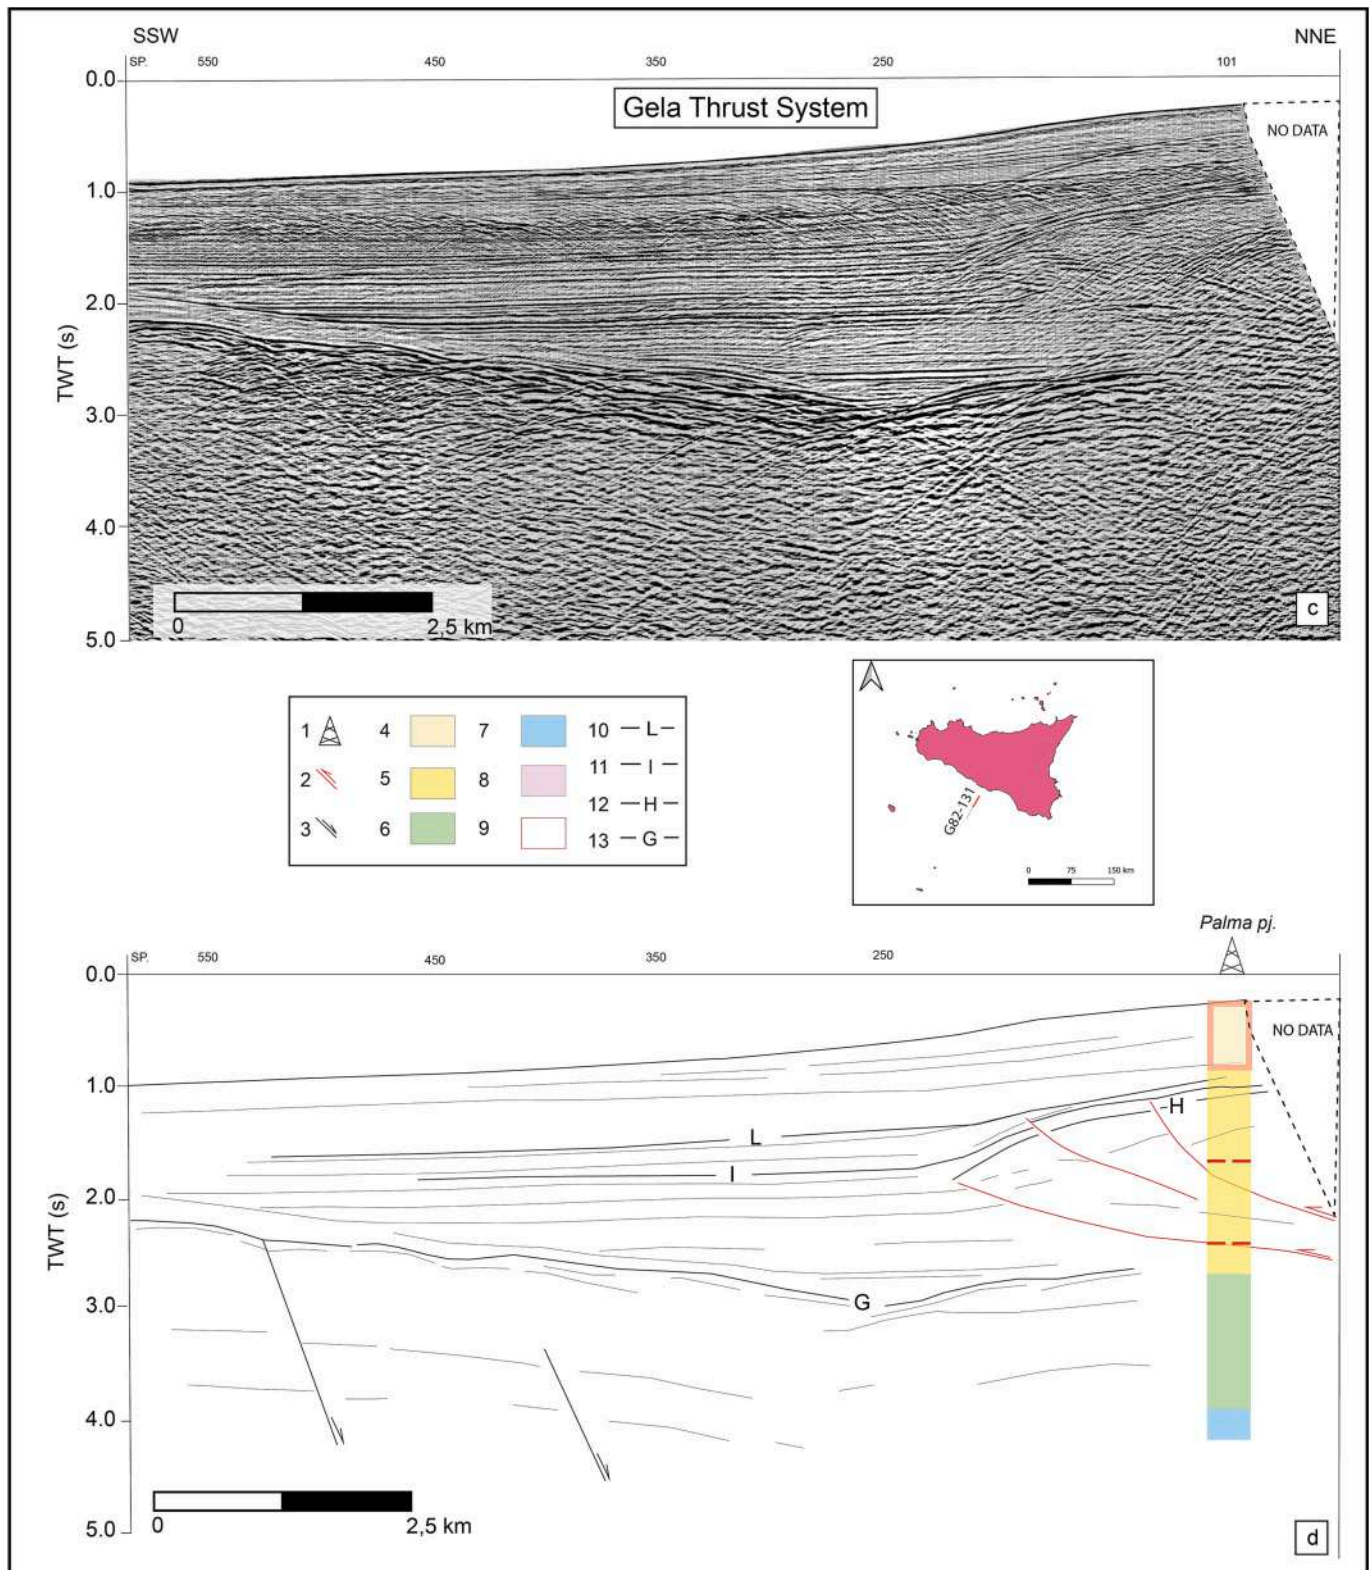 SSW NNE
SP. 550 450 350 250 101
0.0
Gela Thrust System
NO DATA
1.0
2.0
TWT (s)
3.0
4.0
0 2,5 km
c
5.0
1 4 7 10 — L —
2 5 8 11 — I —
3 6 9 12 — H —
13 — G —
G82-131
0 75 150 km
Palma pj.
SP. 550 450 350 250
0.0
NO DATA
1.0
H
L
I
2.0
TWT (s)
G
3.0
4.0
0 2,5 km
5.0
d